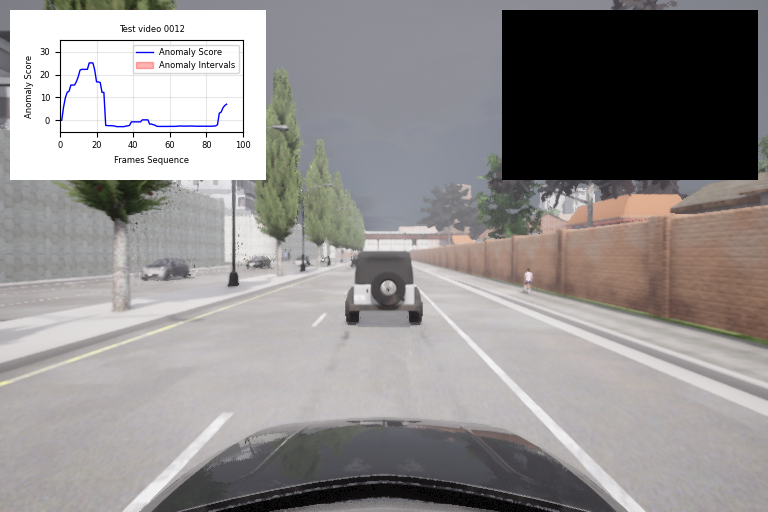 Test video 0012
Anomaly Score
Anomaly Intervals
30
20
10
0
Anomaly Score
0 20 40 60 80 100
Frames Sequence